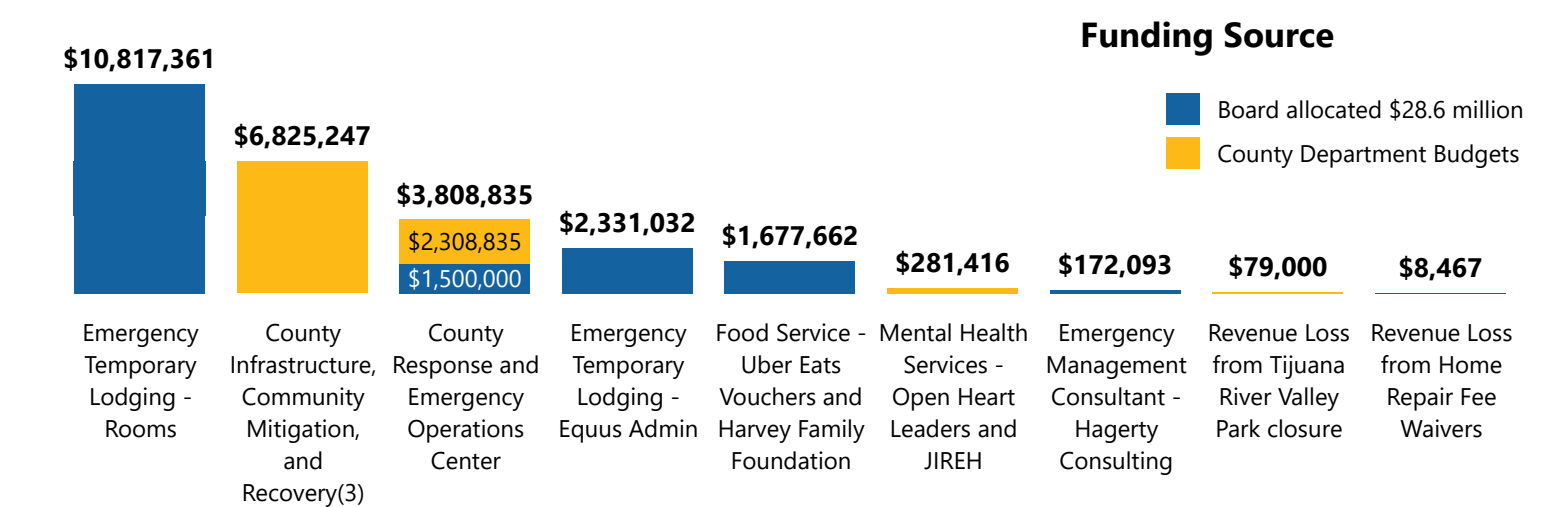 Funding Source
Board allocated $28.6 million
County Department Budgets
$10,817,361
Emergency
Temporary
Lodging -
Rooms
$6,825,247
County
Infrastructure,
Community
Mitigation,
and
Recovery(3)
$3,808,835
$2,308,835
$1,500,000
County
Response and
Emergency
Operations
Center
$2,331,032
Emergency
Temporary
Lodging -
Equus Admin
$1,677,662
Food Service -
Uber Eats
Vouchers and
Harvey Family
Foundation
$281,416
Mental Health
Services -
Open Heart
Leaders and
JIREH
$172,093
Emergency
Management
Consultant -
Hagerty
Consulting
$79,000
Revenue Loss
from Tijuana
River Valley
Park closure
$8,467
Revenue Loss
from Home
Repair Fee
Waivers